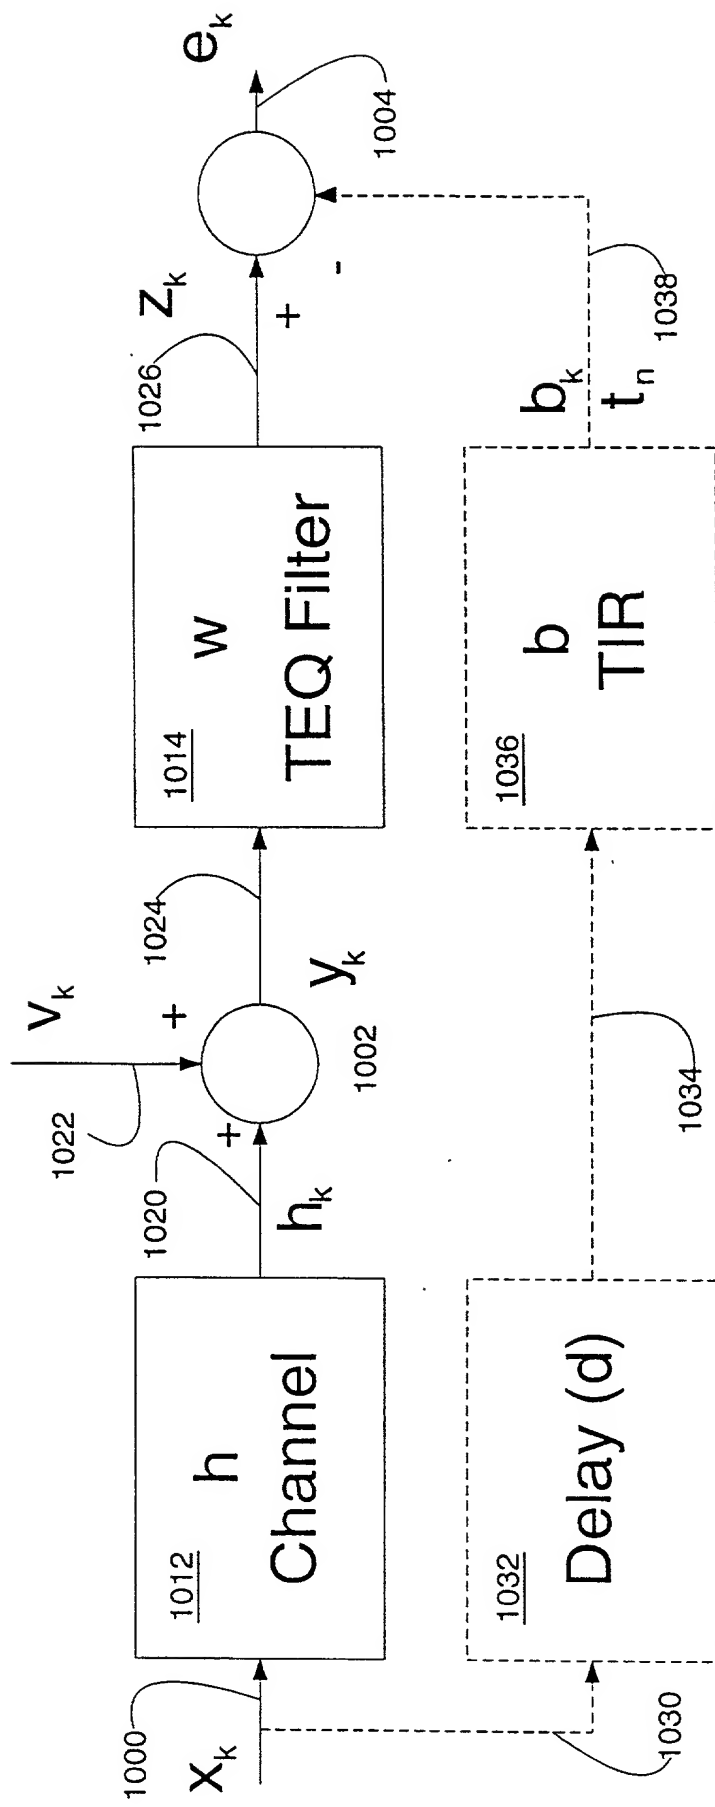 x_k
1000
1012
h
Channel
1020
h_k
+
1022
v_k
+
1002
y_k
1024
1014
w
TEQ Filter
1026
z_k
+
-
1004
e_k
1030
1032
Delay (d)
1034
1036
b
TIR
b_k
t_n
1038